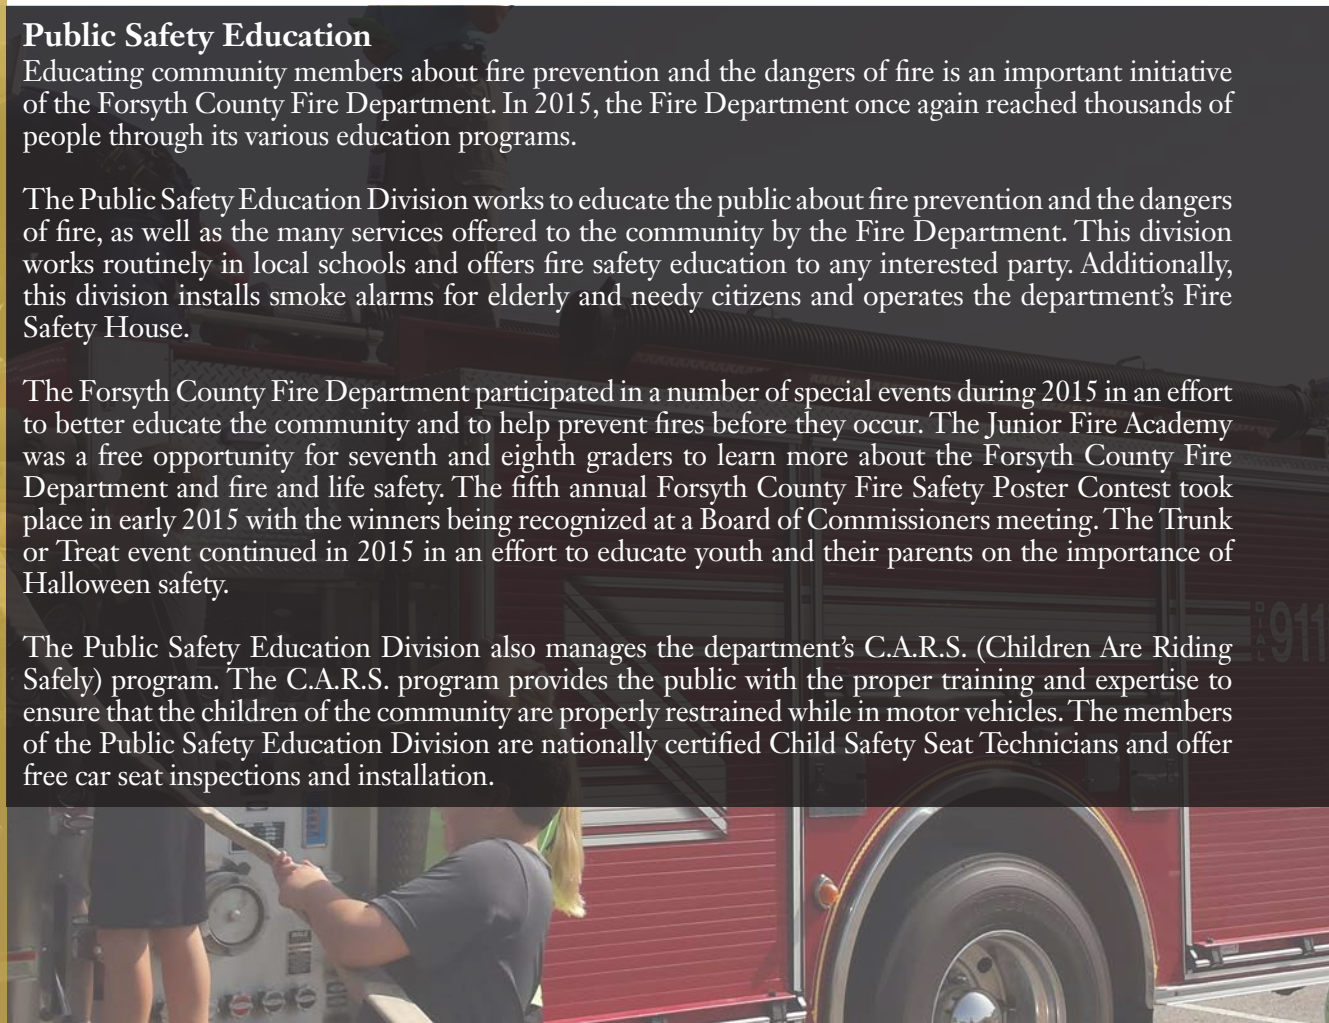 Public Safety Education
Educating community members about fire prevention and the dangers of fire is an important initiative
of the Forsyth County Fire Department. In 2015, the Fire Department once again reached thousands of
people through its various education programs.
The Public Safety Education Division works to educate the public about fire prevention and the dangers
of fire, as well as the many services offered to the community by the Fire Department. This division
works routinely in local schools and offers fire safety education to any interested party. Additionally,
this division installs smoke alarms for elderly and needy citizens and operates the department’s Fire
Safety House.
The Forsyth County Fire Department participated in a number of special events during 2015 in an effort
to better educate the community and to help prevent fires before they occur. The Junior Fire Academy
was a free opportunity for seventh and eighth graders to learn more about the Forsyth County Fire
Department and fire and life safety. The fifth annual Forsyth County Fire Safety Poster Contest took
place in early 2015 with the winners being recognized at a Board of Commissioners meeting. The Trunk
or Treat event continued in 2015 in an effort to educate youth and their parents on the importance of
Halloween safety.
The Public Safety Education Division also manages the department’s C.A.R.S. (Children Are Riding
Safely) program. The C.A.R.S. program provides the public with the proper training and expertise to
ensure that the children of the community are properly restrained while in motor vehicles. The members
of the Public Safety Education Division are nationally certified Child Safety Seat Technicians and offer
free car seat inspections and installation.
911